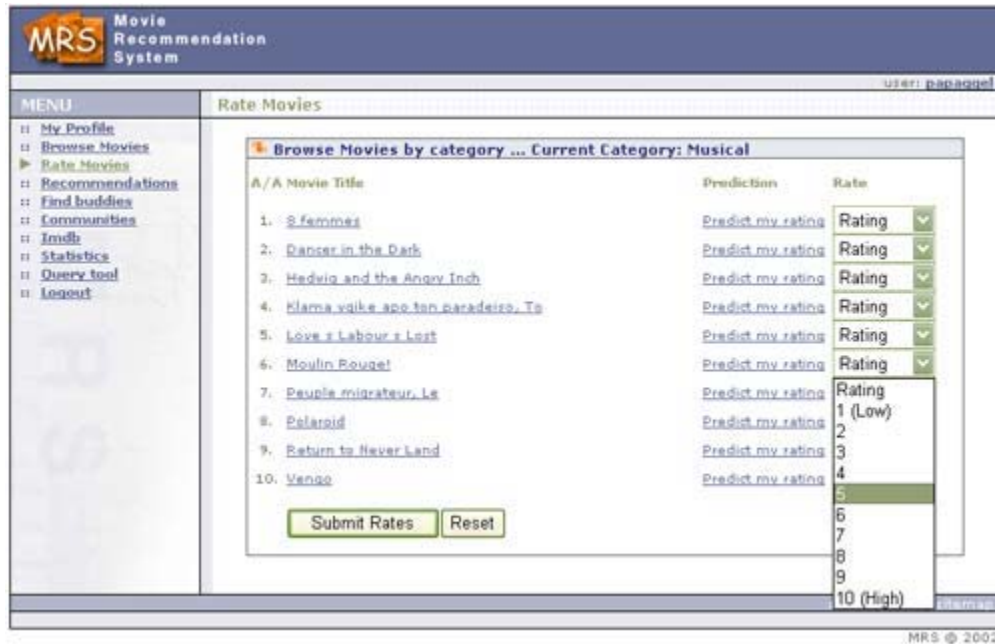 MRS
Movie
Recommendation
System
user: papaggel
MENU
My Profile
Browse Movies
Rate Movies
Recommendations
Find buddies
Communities
Imdb
Statistics
Query tool
Logout
Rate Movies
Browse Movies by category ... Current Category: Musical
A/A Movie Title Prediction Rate
1. 8 femmes Predict my rating Rating
2. Dancer in the Dark Predict my rating Rating
3. Hedwig and the Angry Inch Predict my rating Rating
4. Klama vgike apo ton paradeiso, To Predict my rating Rating
5. Love s Labour s Lost Predict my rating Rating
6. Moulin Rouge! Predict my rating Rating
7. Peuple migrateur, Le Predict my rating
8. Polaroid Predict my rating
9. Return to Never Land Predict my rating
10. Vengo Predict my rating
Rating
1 (Low)
2
3
4
5
6
7
8
9
10 (High)
Submit Rates Reset
sitemap
MRS © 2002